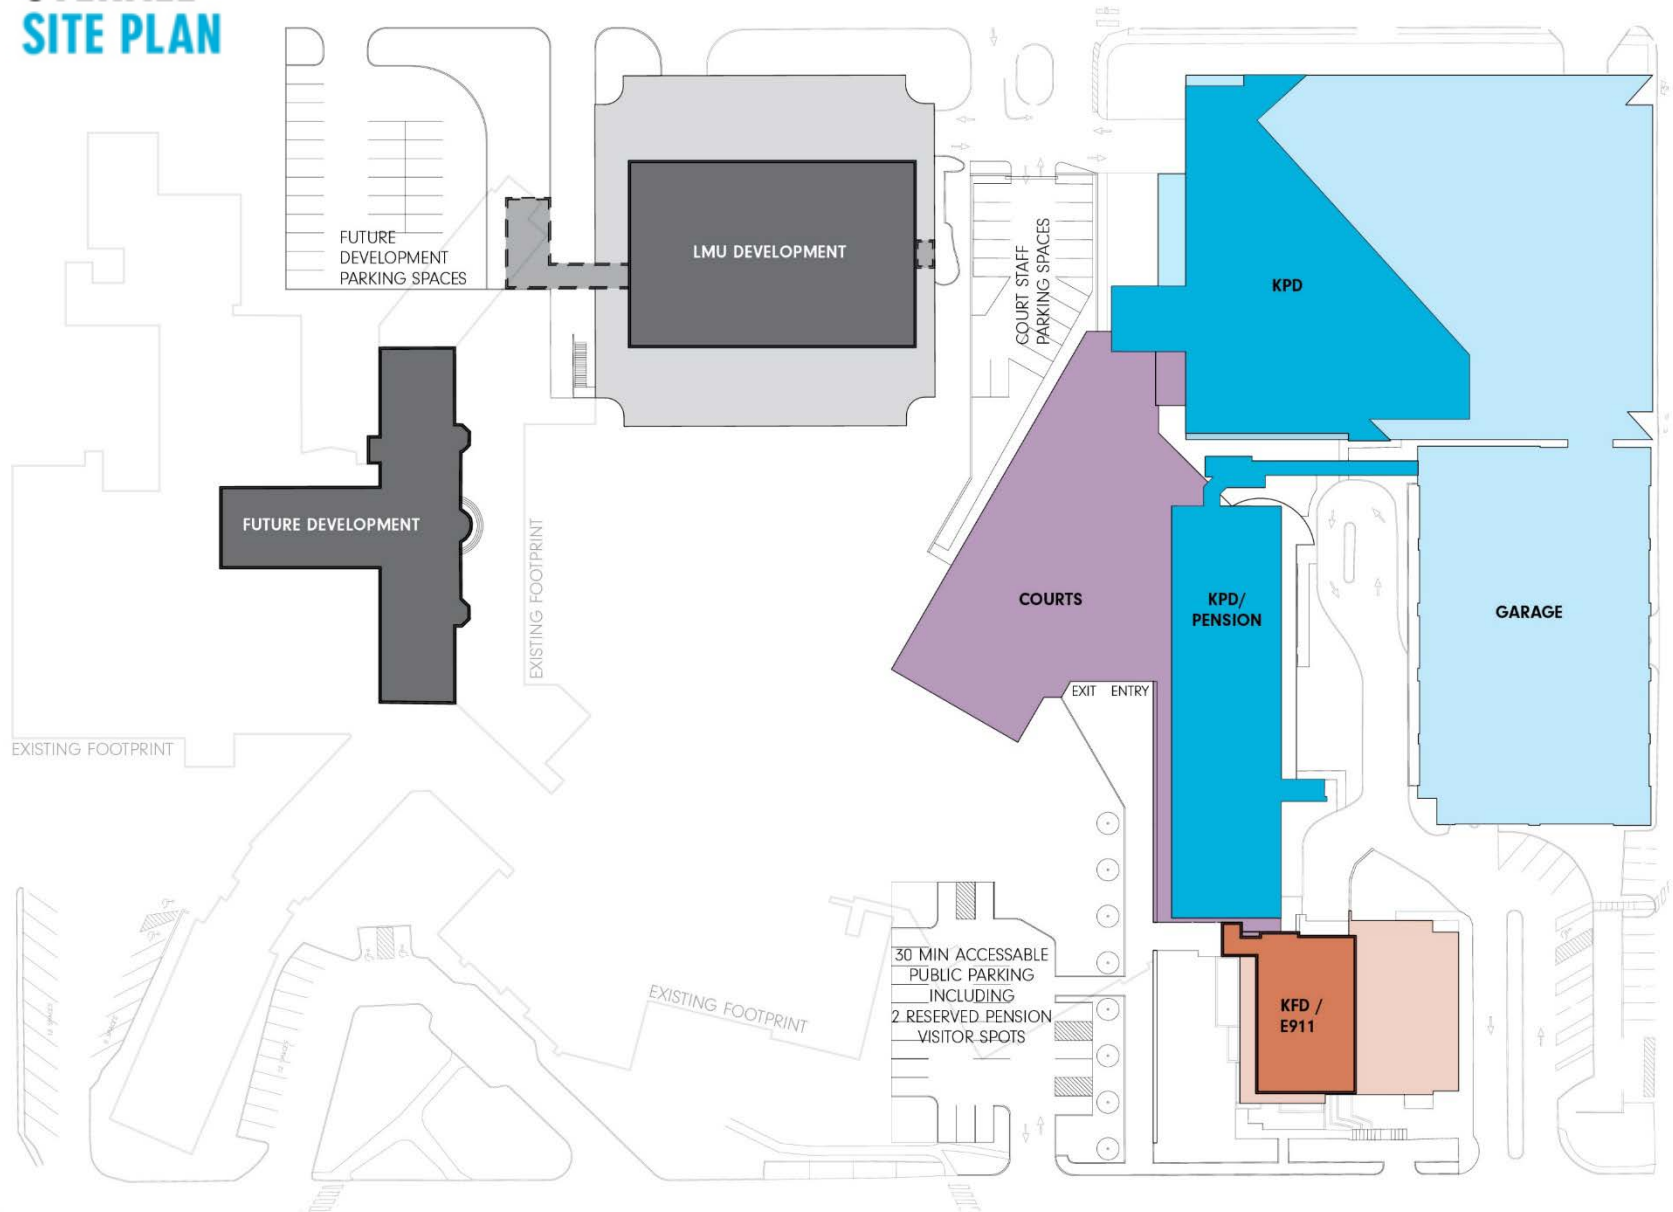 SITE PLAN
FUTURE
DEVELOPMENT
PARKING SPACES
LMU DEVELOPMENT
COURT STAFF
PARKING SPACES
KPD
FUTURE DEVELOPMENT
EXISTING FOOTPRINT
COURTS
KPD/
PENSION
GARAGE
EXIT ENTRY
EXISTING FOOTPRINT
30 MIN ACCESSABLE
PUBLIC PARKING
INCLUDING
2 RESERVED PENSION
VISITOR SPOTS
EXISTING FOOTPRINT
KFD /
E911